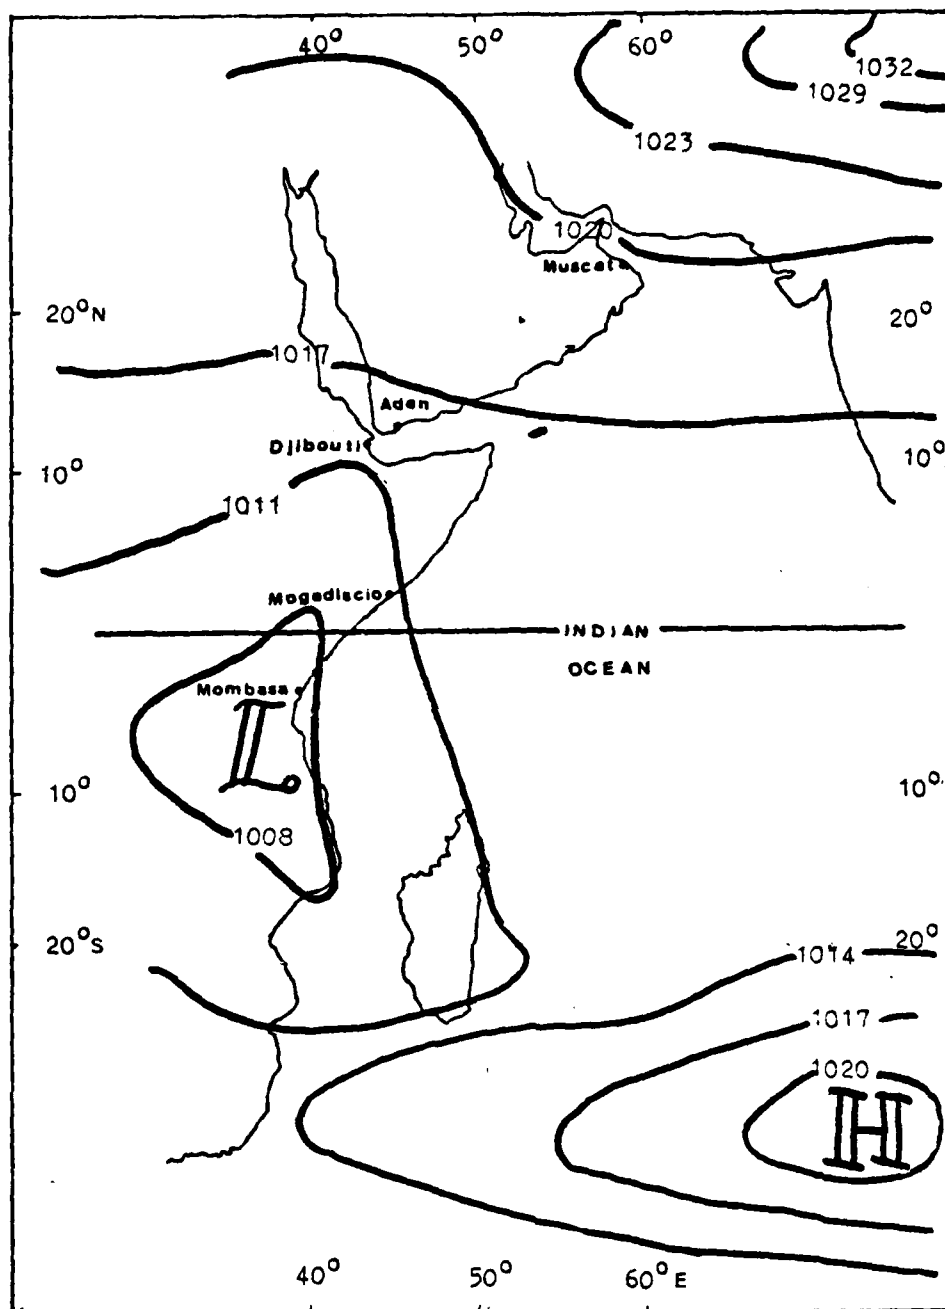 40° 50° 60°
1032
1029
1023
1020
Muscat
20°N 20°
1017
Aden
Djibouti
10° 10°
1011
Mogadiscio
INDIAN
OCEAN
Mombasa
L
10° 10°
1008
20°S 20°
1014
1017
1020
H
40° 50° 60°E